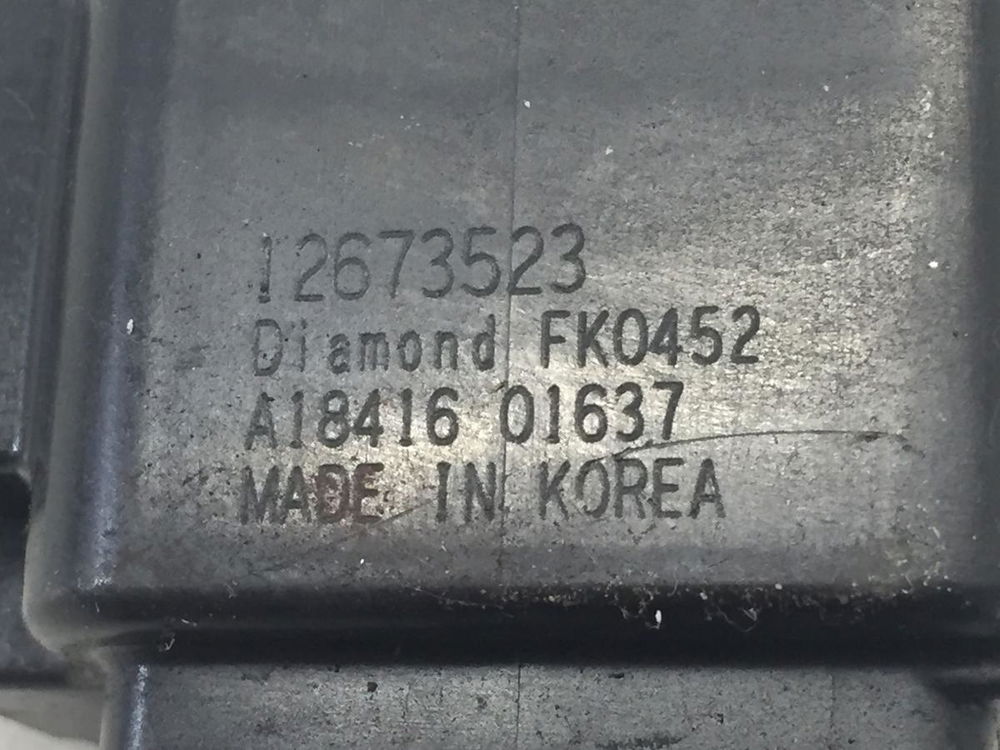 12673523
Diamond FK0452
A18416 01637
MADE IN KOREA